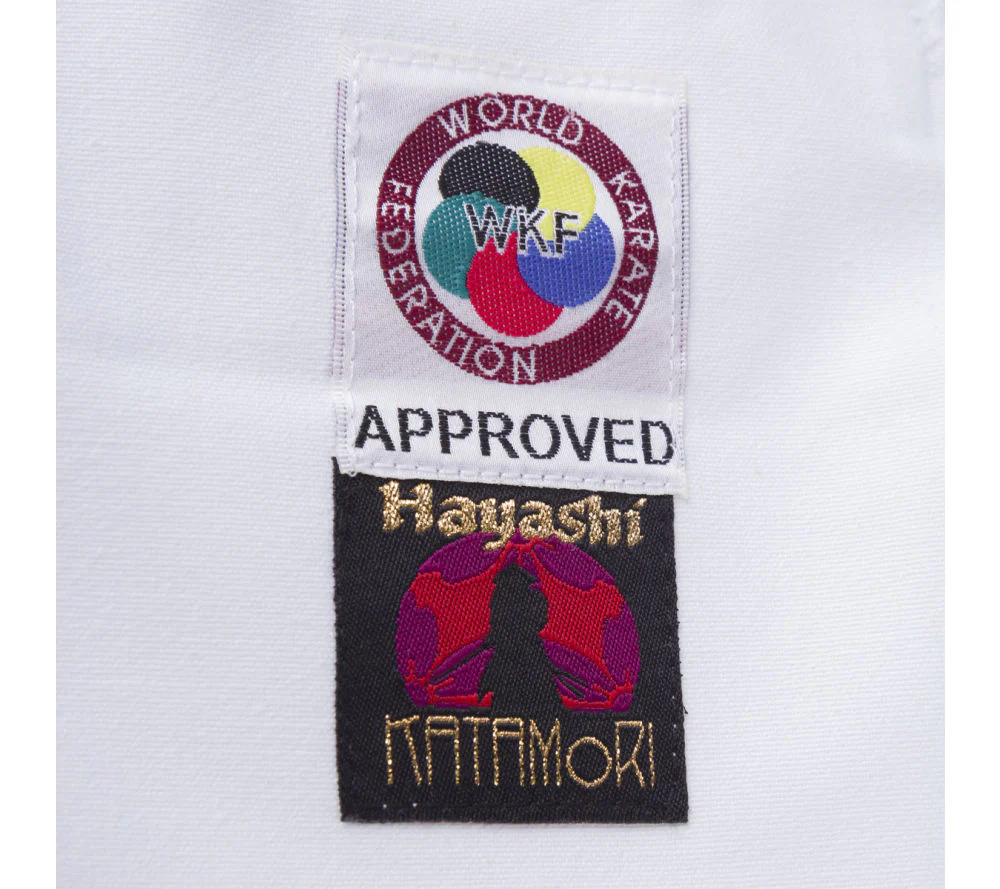 WORLD KARATE FEDERATION
WKF
APPROVED
Hayashi
KATAMORI